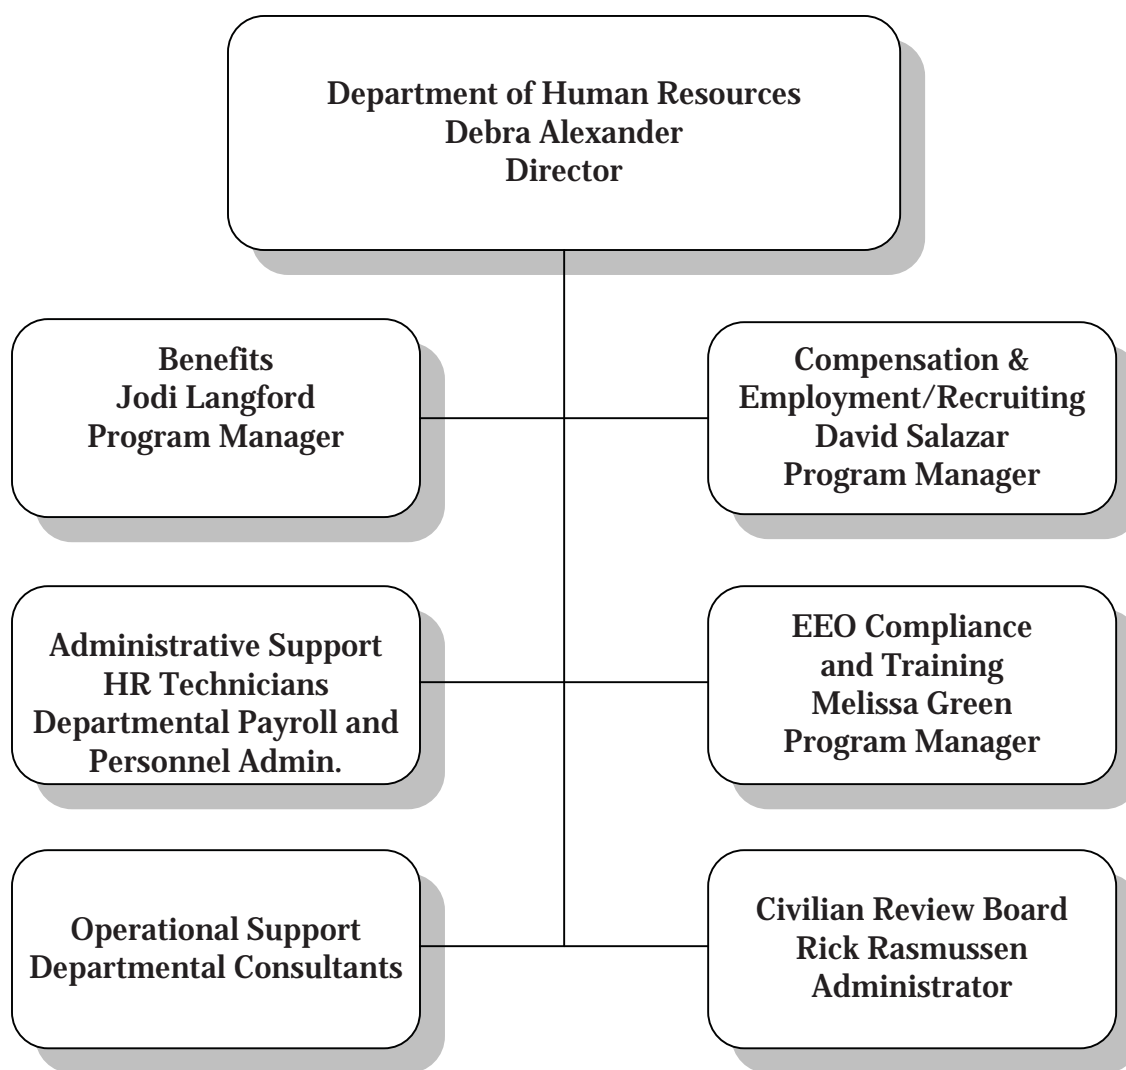 Department of Human Resources
Debra Alexander
Director
Benefits
Jodi Langford
Program Manager
Compensation &
Employment/Recruiting
David Salazar
Program Manager
Administrative Support
HR Technicians
Departmental Payroll and
Personnel Admin.
EEO Compliance
and Training
Melissa Green
Program Manager
Operational Support
Departmental Consultants
Civilian Review Board
Rick Rasmussen
Administrator